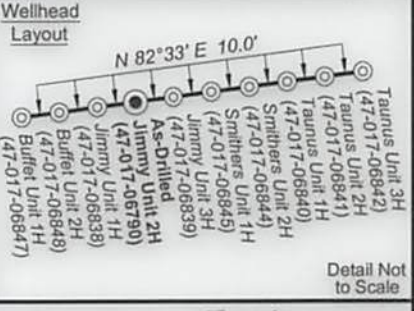 Wellhead
Layout
N 82°33' E 10.0'
Buffet Unit 1H
(47-017-06847)
Buffet Unit 2H
(47-017-06848)
Jimmy Unit 1H
(47-017-06838)
As-Drilled
Jimmy Unit 2H
(47-017-06790)
Jimmy Unit 3H
(47-017-06839)
Smithers Unit 1H
(47-017-06845)
Smithers Unit 2H
(47-017-06844)
Taunus Unit 1H
(47-017-06840)
Taunus Unit 2H
(47-017-06841)
Taunus Unit 3H
(47-017-06842)
Detail Not
to Scale